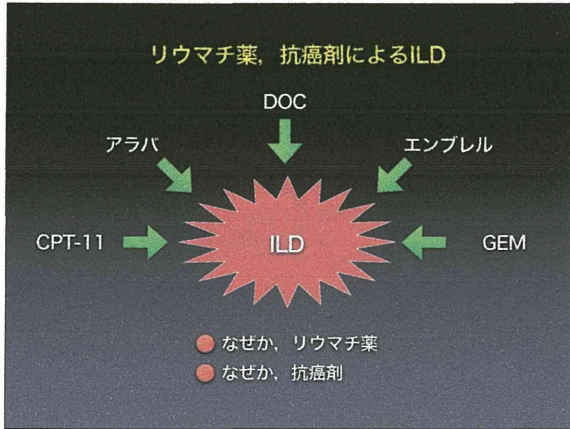 リウマチ薬，抗癌剤によるILD
DOC
アラバ
エンブレル
CPT-11
ILD
GEM
なぜか，リウマチ薬
なぜか，抗癌剤